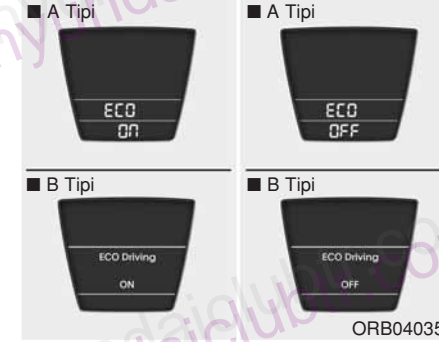 ■ A Tipi
ECO
ON
■ A Tipi
ECO
OFF
■ B Tipi
ECO Driving
ON
■ B Tipi
ECO Driving
OFF
ORB04035